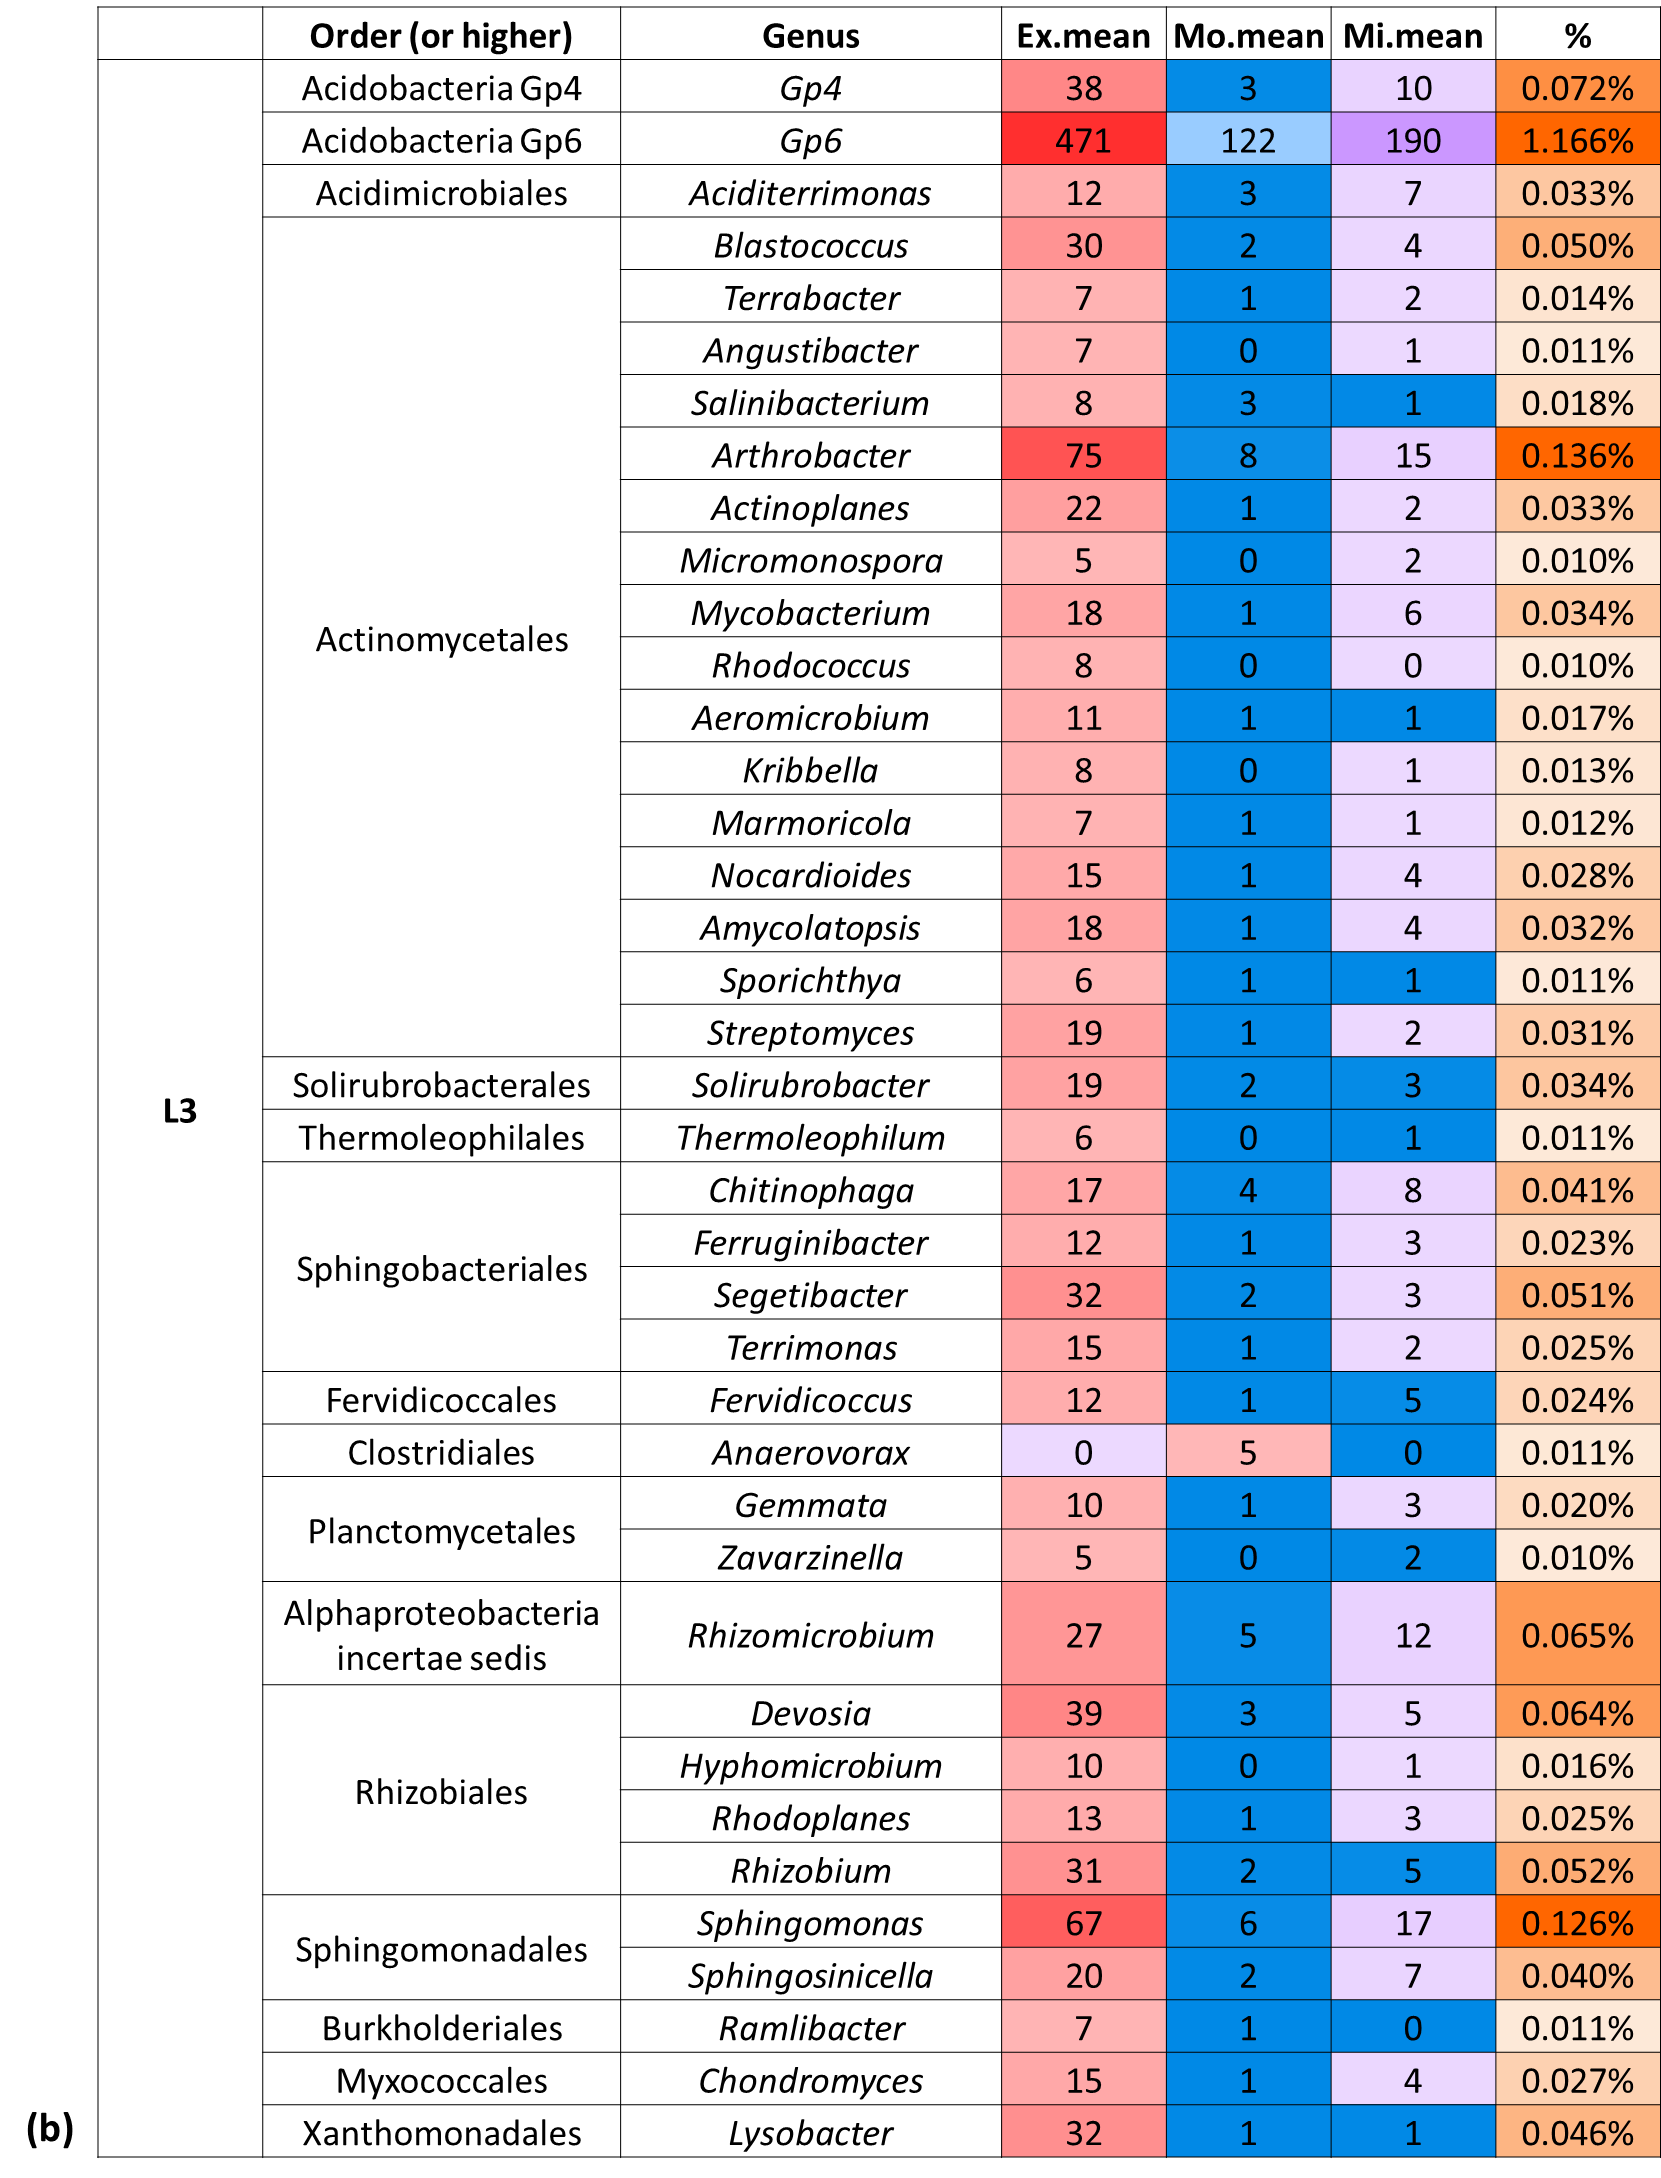 Order (or higher) Genus Ex.mean Mo.mean Mi.mean %
Acidobacteria Gp4 Gp4 38 3 10 0.072%
Acidobacteria Gp6 Gp6 471 122 190 1.166%
Acidimicrobiales Aciditerrimonas 12 3 7 0.033%
Blastococcus 30 2 4 0.050%
Terrabacter 7 1 2 0.014%
Angustibacter 7 0 1 0.011%
Salinibacterium 8 3 1 0.018%
Arthrobacter 75 8 15 0.136%
Actinoplanes 22 1 2 0.033%
Micromonospora 5 0 2 0.010%
Actinomycetales Mycobacterium 18 1 6 0.034%
Rhodococcus 8 0 0 0.010%
Aeromicrobium 11 1 1 0.017%
Kribbella 8 0 1 0.013%
Marmoricola 7 1 1 0.012%
Nocardioides 15 1 4 0.028%
Amycolatopsis 18 1 4 0.032%
Sporichthya 6 1 1 0.011%
Streptomyces 19 1 2 0.031%
L3 Solirubrobacterales Solirubrobacter 19 2 3 0.034%
Thermoleophilales Thermoleophilum 6 0 1 0.011%
Chitinophaga 17 4 8 0.041%
Sphingobacteriales Ferruginibacter 12 1 3 0.023%
Segetibacter 32 2 3 0.051%
Terrimonas 15 1 2 0.025%
Fervidicoccales Fervidicoccus 12 1 5 0.024%
Clostridiales Anaerovorax 0 5 0 0.011%
Planctomycetales Gemmata 10 1 3 0.020%
Zavarzinella 5 0 2 0.010%
Alphaproteobacteria
incertae sedis Rhizomicrobium 27 5 12 0.065%
Devosia 39 3 5 0.064%
Rhizobiales Hyphomicrobium 10 0 1 0.016%
Rhodoplanes 13 1 3 0.025%
Rhizobium 31 2 5 0.052%
Sphingomonadales Sphingomonas 67 6 17 0.126%
Sphingosinicella 20 2 7 0.040%
Burkholderiales Ramlibacter 7 1 0 0.011%
Myxococcales Chondromyces 15 1 4 0.027%
(b) Xanthomonadales Lysobacter 32 1 1 0.046%